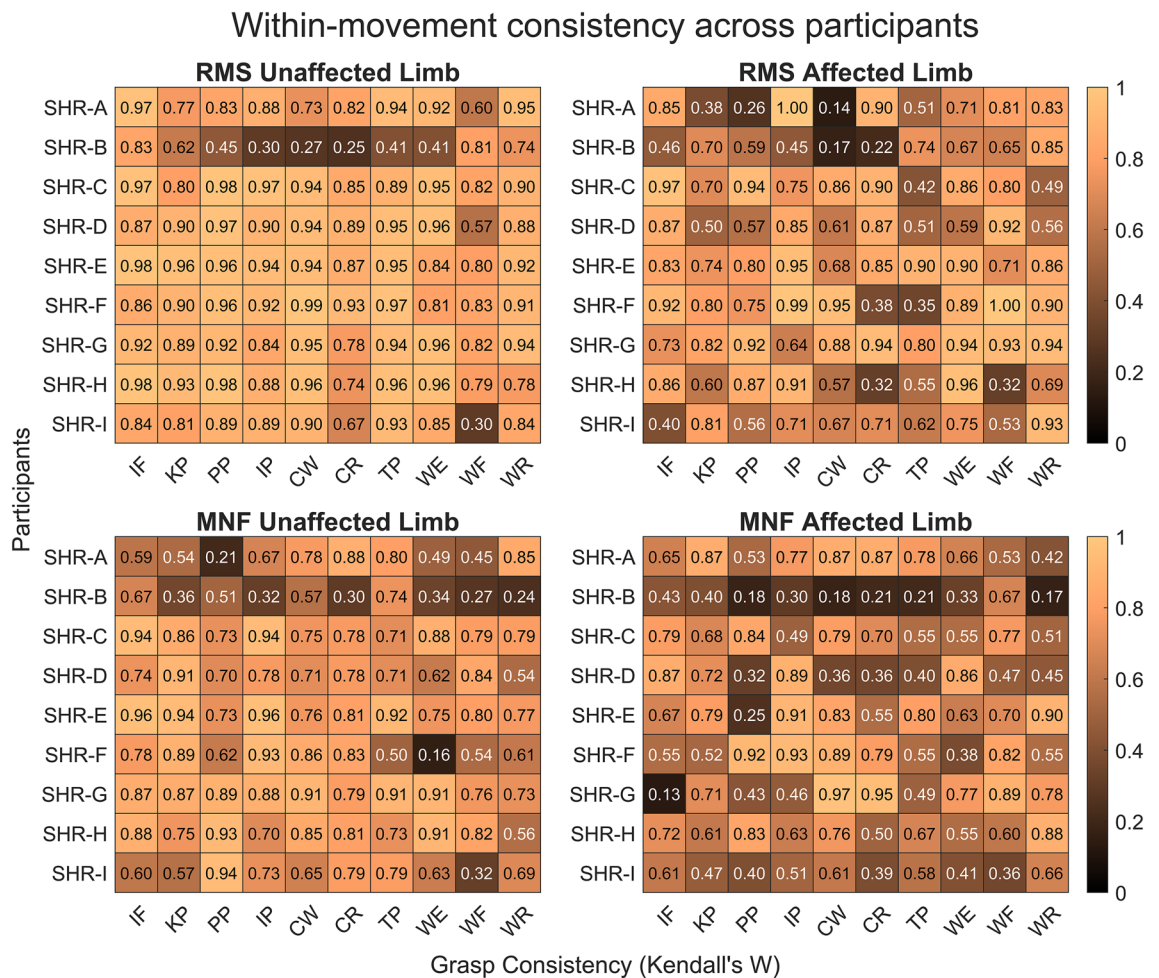 Within-movement consistency across participants
RMS Unaffected Limb
SHR-A 0.97 0.77 0.83 0.88 0.73 0.82 0.94 0.92 0.60 0.95
SHR-B 0.83 0.62 0.45 0.30 0.27 0.25 0.41 0.41 0.81 0.74
SHR-C 0.97 0.80 0.98 0.97 0.94 0.85 0.89 0.95 0.82 0.90
SHR-D 0.87 0.90 0.97 0.90 0.94 0.89 0.95 0.96 0.57 0.88
SHR-E 0.98 0.96 0.96 0.94 0.94 0.87 0.95 0.84 0.80 0.92
SHR-F 0.86 0.90 0.96 0.92 0.99 0.93 0.97 0.81 0.83 0.91
SHR-G 0.92 0.89 0.92 0.84 0.95 0.78 0.94 0.96 0.82 0.94
SHR-H 0.98 0.93 0.98 0.88 0.96 0.74 0.96 0.96 0.79 0.78
SHR-I 0.84 0.81 0.89 0.89 0.90 0.67 0.93 0.85 0.30 0.84
IF KP PP IP CW CR TP WE WF WR
RMS Affected Limb
SHR-A 0.85 0.38 0.26 1.00 0.14 0.90 0.51 0.71 0.81 0.83
SHR-B 0.46 0.70 0.59 0.45 0.17 0.22 0.74 0.67 0.65 0.85
SHR-C 0.97 0.70 0.94 0.75 0.86 0.90 0.42 0.86 0.80 0.49
SHR-D 0.87 0.50 0.57 0.85 0.61 0.87 0.51 0.59 0.92 0.56
SHR-E 0.83 0.74 0.80 0.95 0.68 0.85 0.90 0.90 0.71 0.86
SHR-F 0.92 0.80 0.75 0.99 0.95 0.38 0.35 0.89 1.00 0.90
SHR-G 0.73 0.82 0.92 0.64 0.88 0.94 0.80 0.94 0.93 0.94
SHR-H 0.86 0.60 0.87 0.91 0.57 0.32 0.55 0.96 0.32 0.69
SHR-I 0.40 0.81 0.56 0.71 0.67 0.71 0.62 0.75 0.53 0.93
IF KP PP IP CW CR TP WE WF WR
1
0.8
0.6
0.4
0.2
0
Participants
MNF Unaffected Limb
SHR-A 0.59 0.54 0.21 0.67 0.78 0.88 0.80 0.49 0.45 0.85
SHR-B 0.67 0.36 0.51 0.32 0.57 0.30 0.74 0.34 0.27 0.24
SHR-C 0.94 0.86 0.73 0.94 0.75 0.78 0.71 0.88 0.79 0.79
SHR-D 0.74 0.91 0.70 0.78 0.71 0.78 0.71 0.62 0.84 0.54
SHR-E 0.96 0.94 0.73 0.96 0.76 0.81 0.92 0.75 0.80 0.77
SHR-F 0.78 0.89 0.62 0.93 0.86 0.83 0.50 0.16 0.54 0.61
SHR-G 0.87 0.87 0.89 0.88 0.91 0.79 0.91 0.91 0.76 0.73
SHR-H 0.88 0.75 0.93 0.70 0.85 0.81 0.73 0.91 0.82 0.56
SHR-I 0.60 0.57 0.94 0.73 0.65 0.79 0.79 0.63 0.32 0.69
IF KP PP IP CW CR TP WE WF WR
MNF Affected Limb
SHR-A 0.65 0.87 0.53 0.77 0.87 0.87 0.78 0.66 0.53 0.42
SHR-B 0.43 0.40 0.18 0.30 0.18 0.21 0.21 0.33 0.67 0.17
SHR-C 0.79 0.68 0.84 0.49 0.79 0.70 0.55 0.55 0.77 0.51
SHR-D 0.87 0.72 0.32 0.89 0.36 0.36 0.40 0.86 0.47 0.45
SHR-E 0.67 0.79 0.25 0.91 0.83 0.55 0.80 0.63 0.70 0.90
SHR-F 0.55 0.52 0.92 0.93 0.89 0.79 0.55 0.38 0.82 0.55
SHR-G 0.13 0.71 0.43 0.46 0.97 0.95 0.49 0.77 0.89 0.78
SHR-H 0.72 0.61 0.83 0.63 0.76 0.50 0.67 0.55 0.60 0.88
SHR-I 0.61 0.47 0.40 0.51 0.61 0.39 0.58 0.41 0.36 0.66
IF KP PP IP CW CR TP WE WF WR
1
0.8
0.6
0.4
0.2
0
Grasp Consistency (Kendall's W)